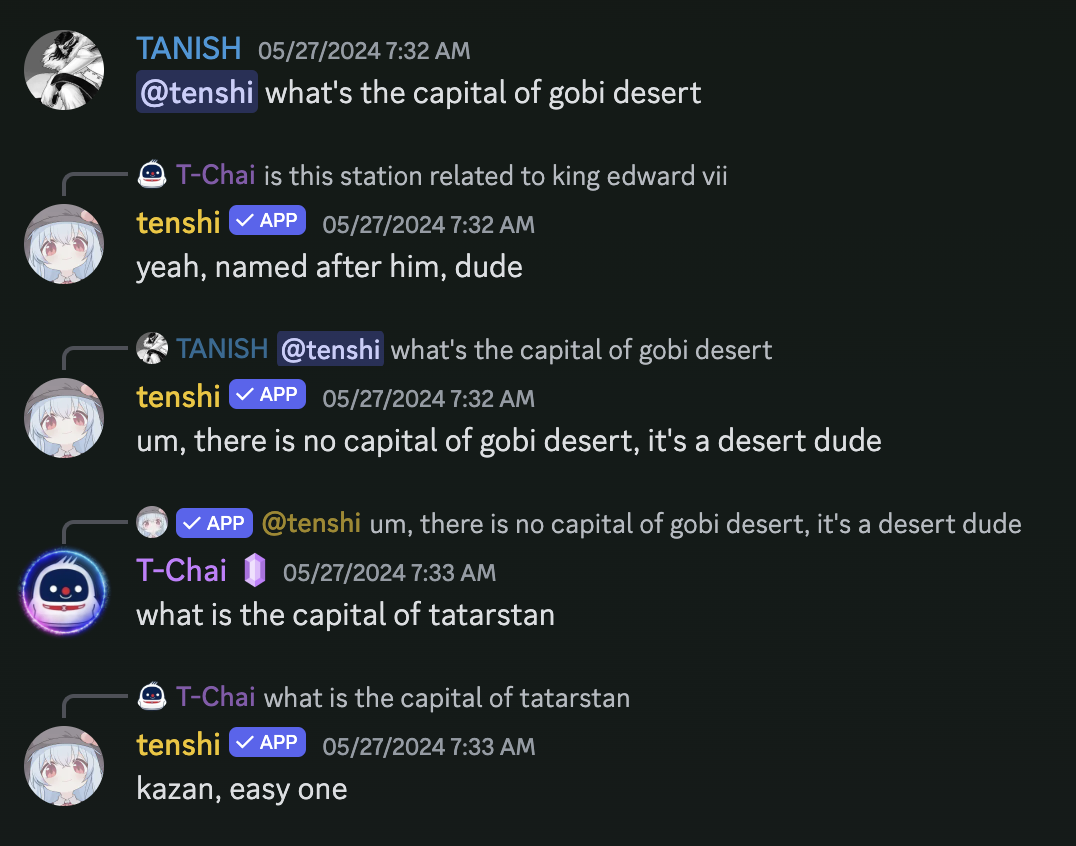 TANISH 05/27/2024 7:32 AM
@tenshi what's the capital of gobi desert
T-Chai is this station related to king edward vii
tenshi APP 05/27/2024 7:32 AM
yeah, named after him, dude
TANISH @tenshi what's the capital of gobi desert
tenshi APP 05/27/2024 7:32 AM
um, there is no capital of gobi desert, it's a desert dude
APP @tenshi um, there is no capital of gobi desert, it's a desert dude
T-Chai 05/27/2024 7:33 AM
what is the capital of tatarstan
T-Chai what is the capital of tatarstan
tenshi APP 05/27/2024 7:33 AM
kazan, easy one